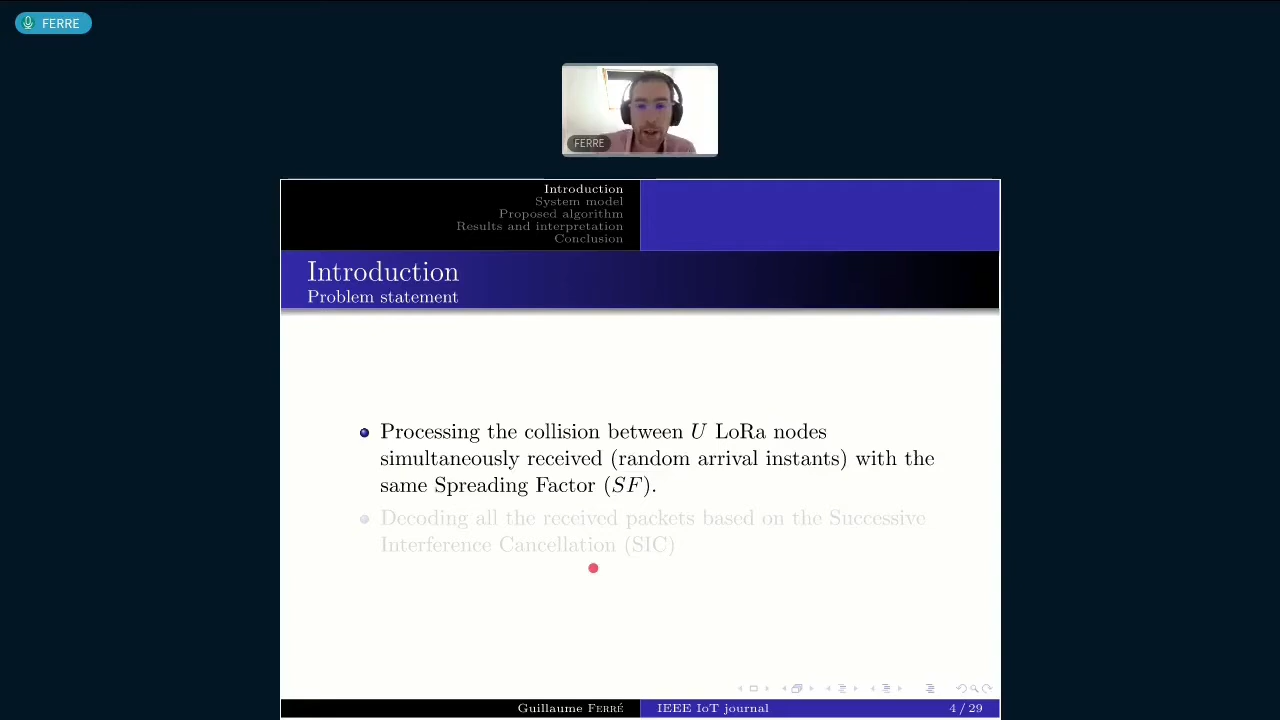 FERRE
FERRE
Introduction
System model
Proposed algorithm
Results and interpretation
Conclusion
Introduction
Problem statement
Processing the collision between U LoRa nodes
simultaneously received (random arrival instants) with the
same Spreading Factor (SF).
Decoding all the received packets based on the Successive
Interference Cancellation (SIC)
Guillaume FERRÉ
IEEE IoT journal
4 / 29